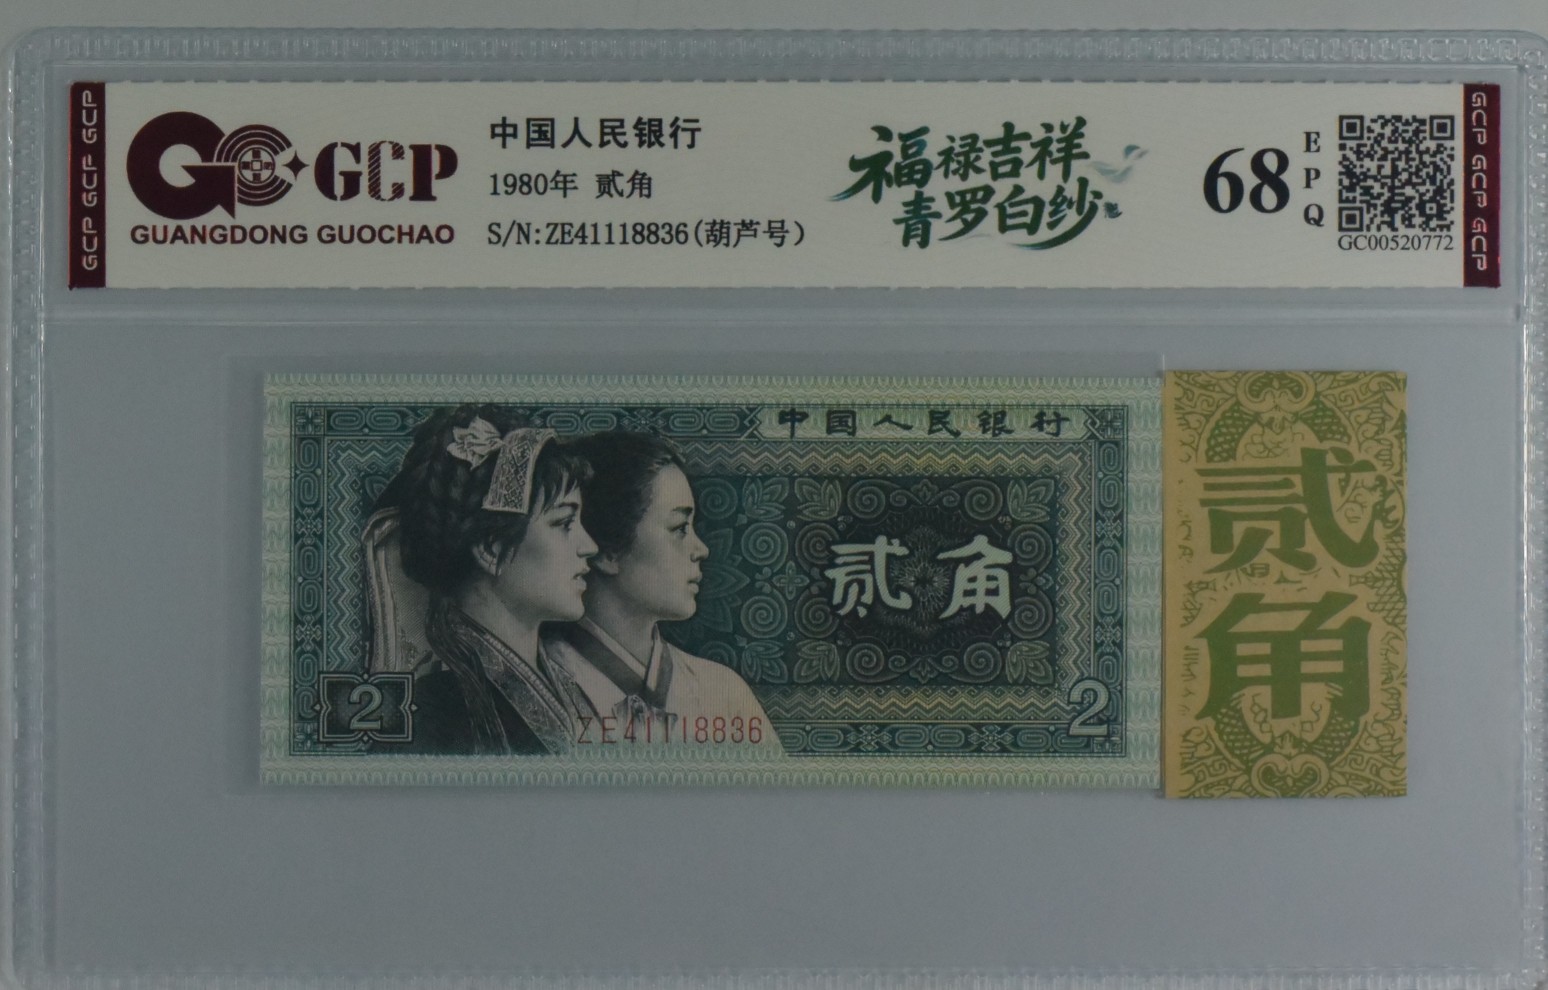 GCP GCP GCP
GCP
GUANGDONG GUOCHAO
中国人民银行
1980年 贰角
S/N:ZE41118836(葫芦号)
福禄吉祥
青罗白纱
68
EPQ
GC00520772
GCP GCP GCP
中国人民银行
贰角
2
ZE41118836
2
贰角